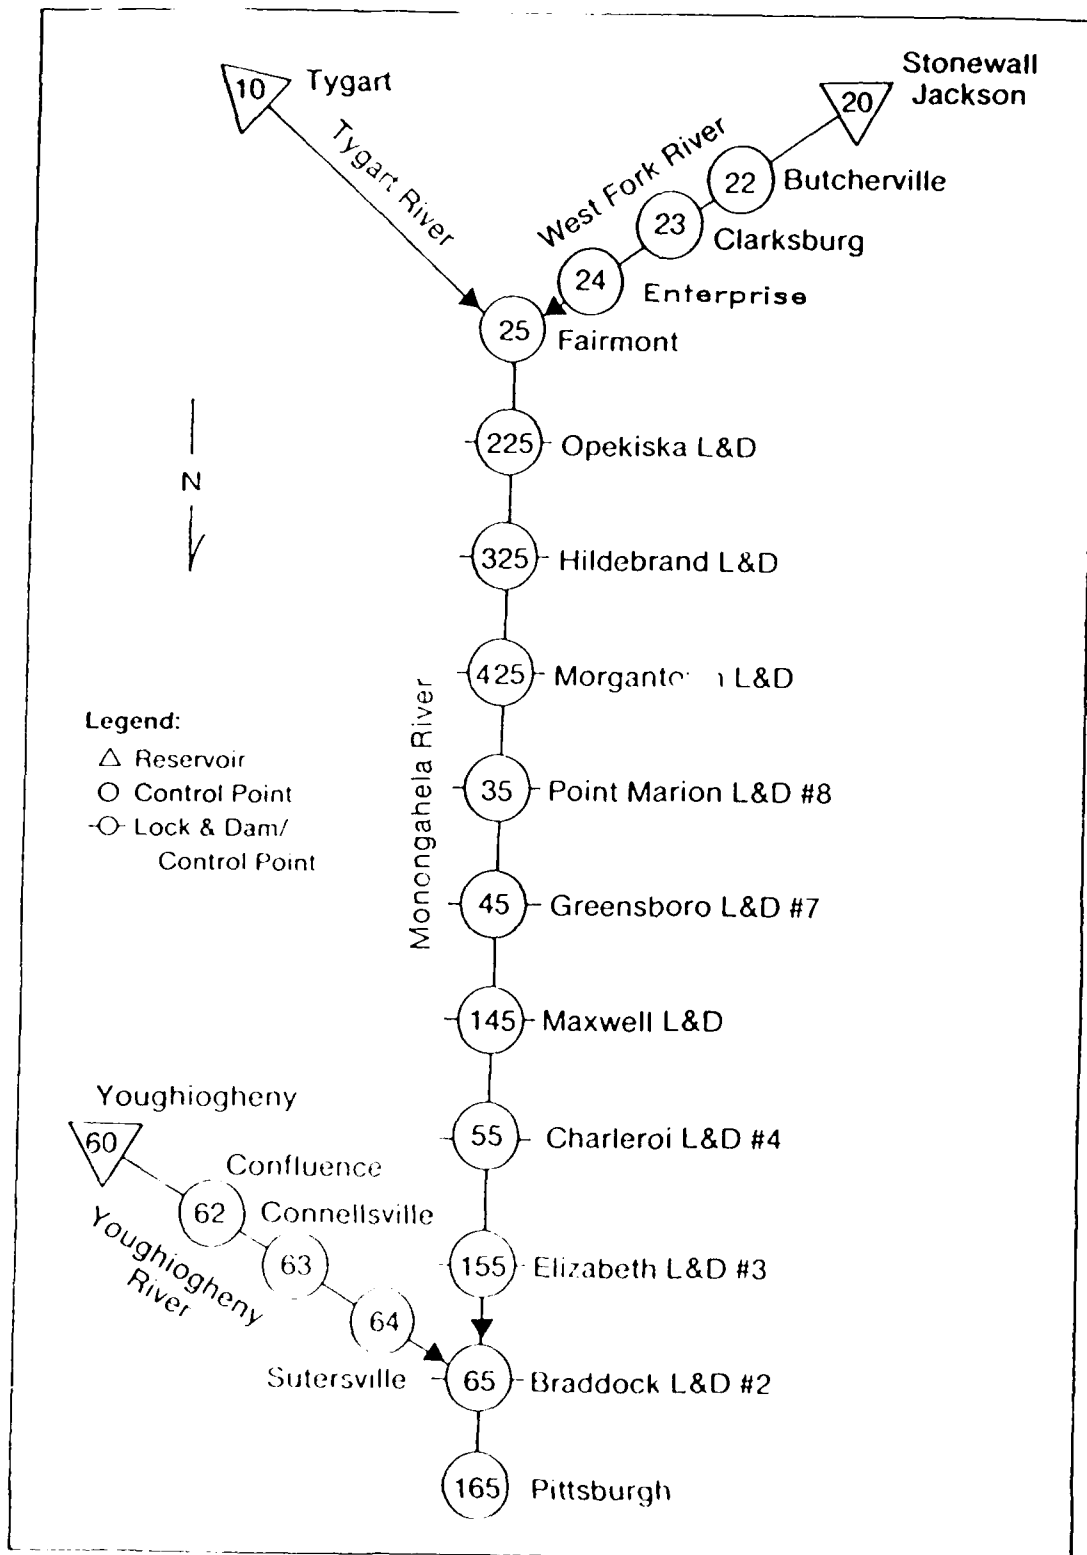 10 Tygart
Tygart River
Stonewall
Jackson
20
West Fork River
22 Butcherville
23 Clarksburg
24 Enterprise
25 Fairmont
225 Opekiska L&D
N
325 Hildebrand L&D
425 L&D
Monongahela River
Legend:
Reservoir
Control Point
Lock & Dam/
Control Point
35 Point Marion L&D #8
45 Greensboro L&D #7
145 Maxwell L&D
55 Charleroi L&D #4
Youghiogheny
60
Confluence
62
Connellsville
63
Youghiogheny
River
64
Sutersville
155 Elizabeth L&D #3
65 Braddock L&D #2
165 Pittsburgh